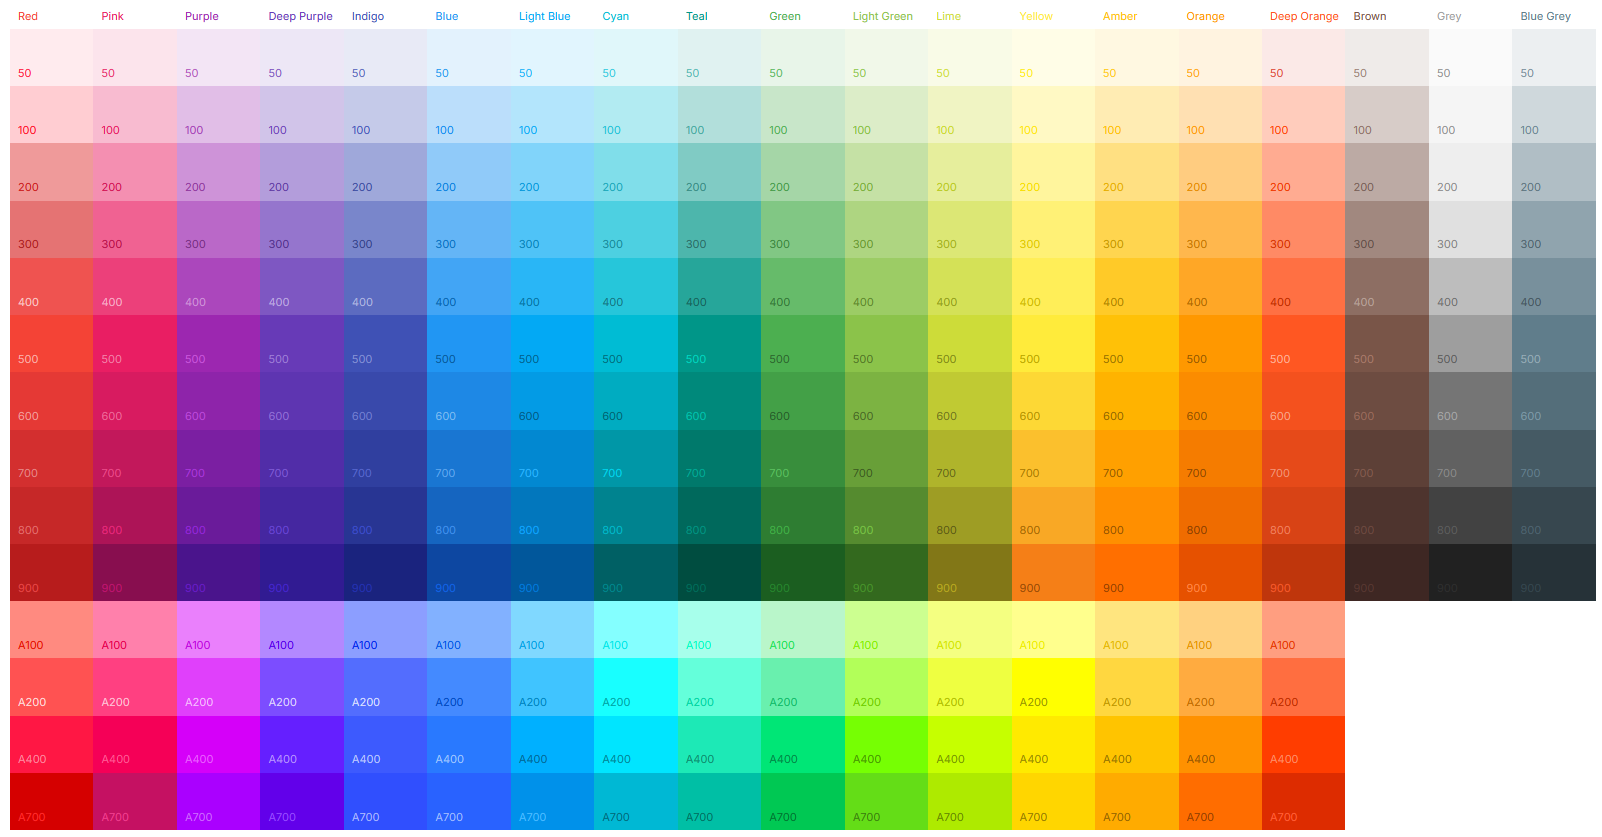 Red Pink Purple Deep Purple Indigo Blue Light Blue Cyan Teal Green Light Green Lime Yellow Amber Orange Deep Orange Brown Grey Blue Grey
50 50 50 50 50 50 50 50 50 50 50 50 50 50 50 50 50 50 50
100 100 100 100 100 100 100 100 100 100 100 100 100 100 100 100 100 100 100
200 200 200 200 200 200 200 200 200 200 200 200 200 200 200 200 200 200 200
300 300 300 300 300 300 300 300 300 300 300 300 300 300 300 300 300 300 300
400 400 400 400 400 400 400 400 400 400 400 400 400 400 400 400 400 400 400
500 500 500 500 500 500 500 500 500 500 500 500 500 500 500 500 500 500 500
600 600 600 600 600 600 600 600 600 600 600 600 600 600 600 600 600 600 600
700 700 700 700 700 700 700 700 700 700 700 700 700 700 700 700 700 700 700
800 800 800 800 800 800 800 800 800 800 800 800 800 800 800 800 800 800 800
900 900 900 900 900 900 900 900 900 900 900 900 900 900 900 900 900 800 900
A100 A100 A100 A100 A100 A100 A100 A100 A100 A100 A100 A100 A100 A100 A100 A100
A200 A200 A200 A200 A200 A200 A200 A200 A200 A200 A200 A200 A200 A200 A200 A200
A400 A400 A400 A400 A400 A400 A400 A400 A400 A400 A400 A400 A400 A400 A400 A400
A700 A700 A700 A700 A700 A700 A700 A700 A700 A700 A700 A700 A700 A700 A700 A700